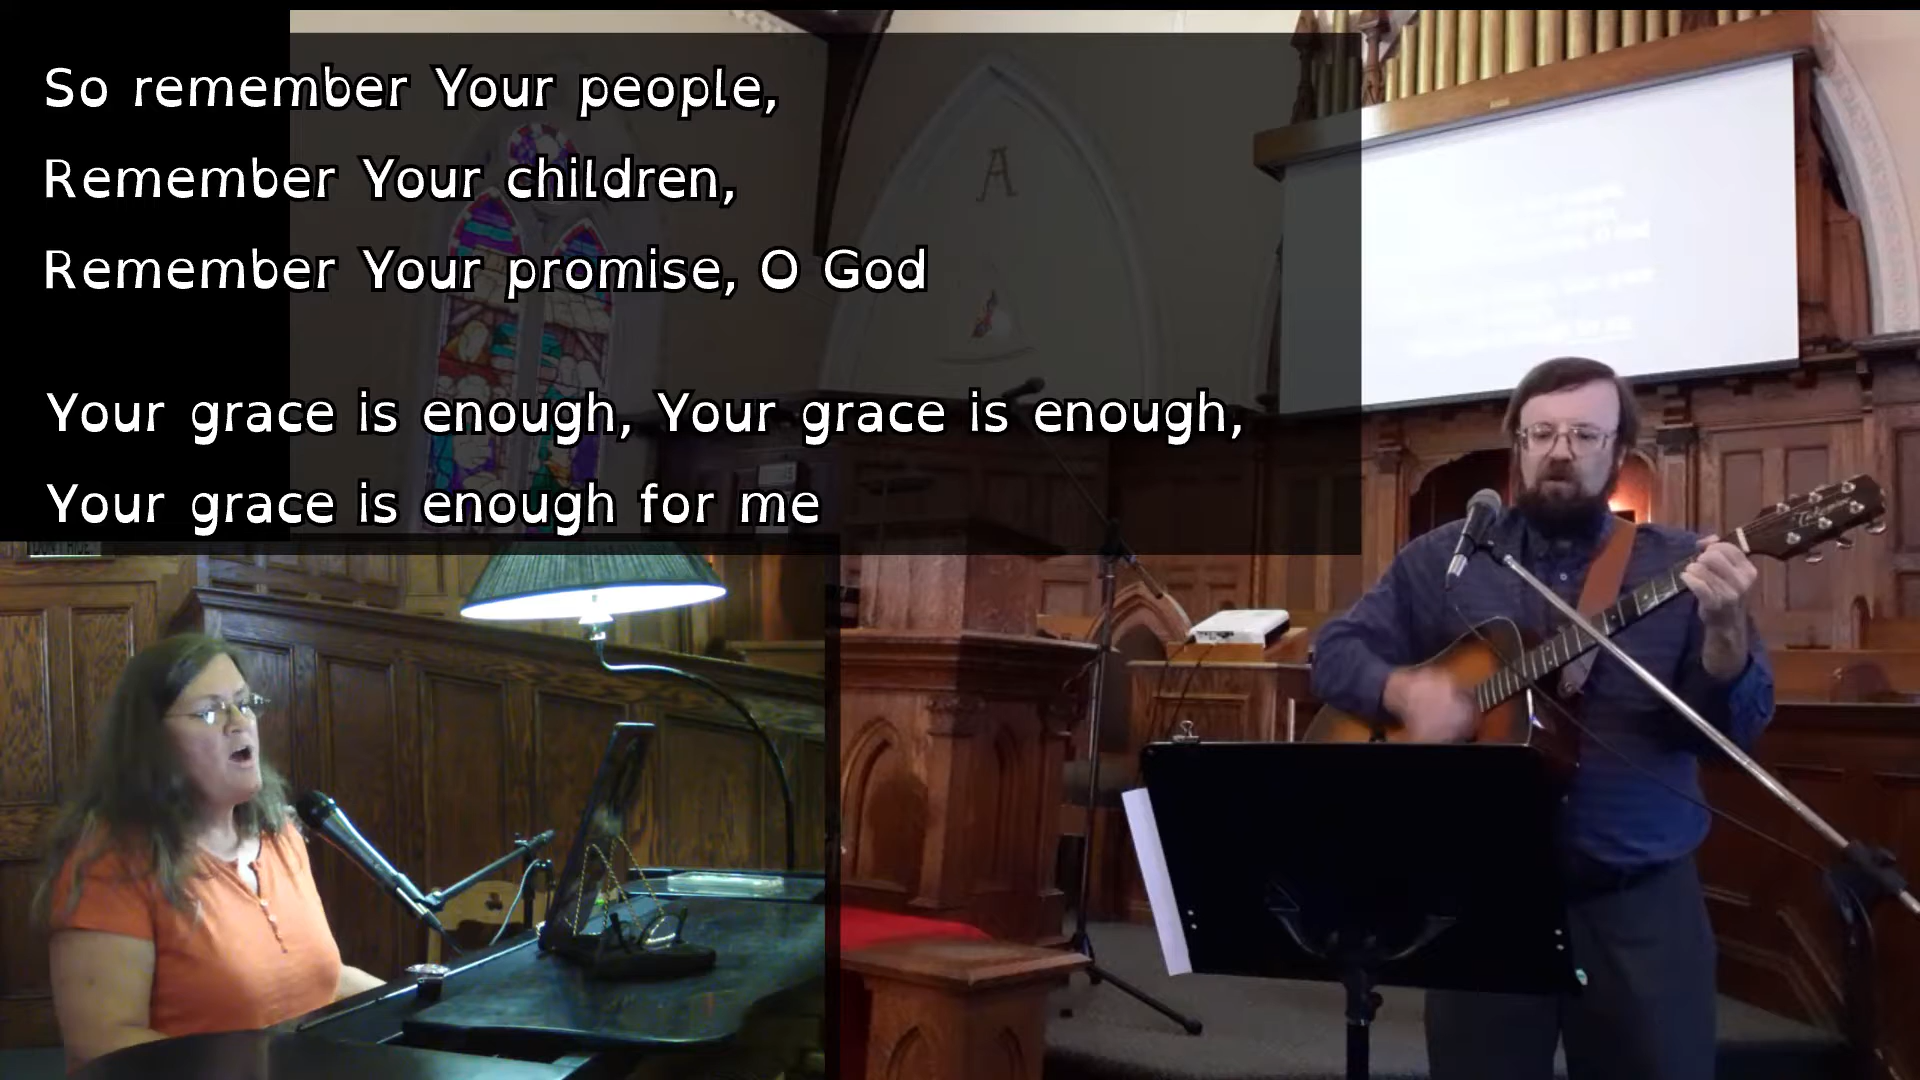 So remember Your people,
Remember Your children,
Remember Your promise, O God
Your grace is enough, Your grace is enough,
Your grace is enough for me
A